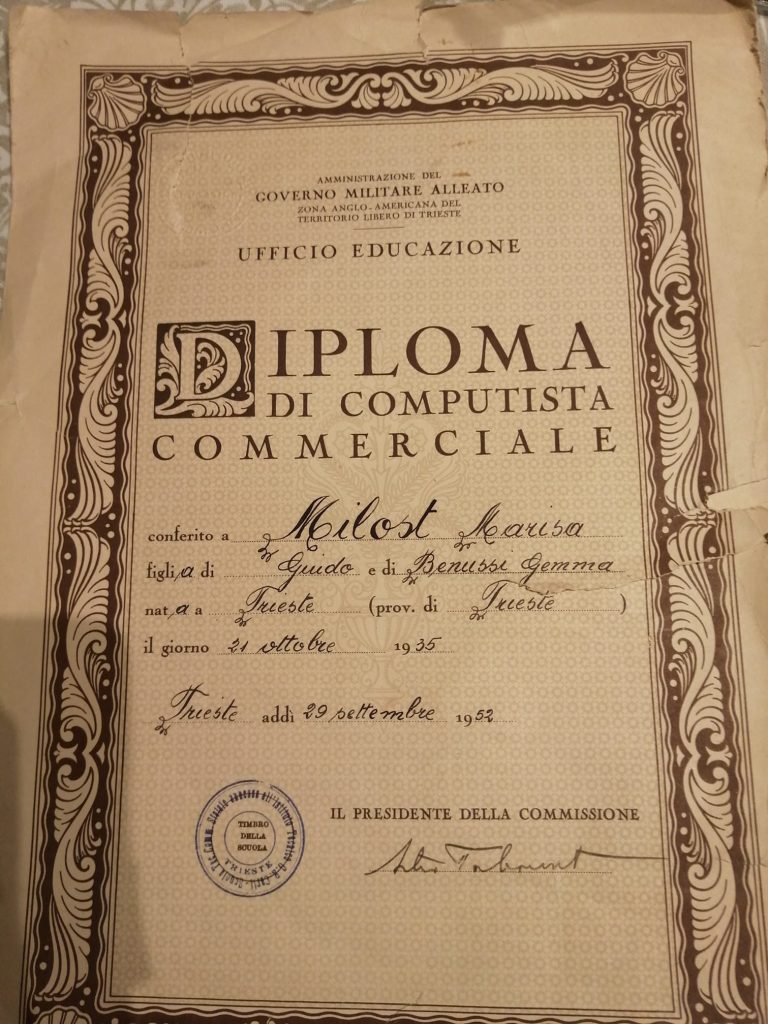 AMMINISTRAZIONE DEL
GOVERNO MILITARE ALLEATO
ZONA ANGLO-AMERICANA DEL
TERRITORIO LIBERO DI TRIESTE
UFFICIO EDUCAZIONE
DIPLOMA
DI COMPUTISTA
COMMERCIALE
conferito a Milost Marisa
figlia di Guido e di Benussi Gemma
nata a Trieste (prov. di Trieste)
il giorno 21 ottobre 1935
Trieste addì 29 settembre 1952
IL PRESIDENTE DELLA COMMISSIONE
TIMBRO
DELLA
SCUOLA
TRIESTE